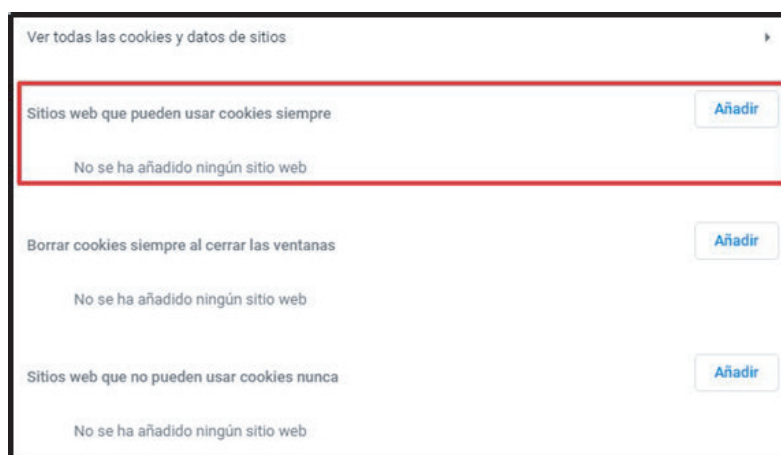 Ver todas las cookies y datos de sitios
Sitios web que pueden usar cookies siempre
Añadir
No se ha añadido ningún sitio web
Borrar cookies siempre al cerrar las ventanas
Añadir
No se ha añadido ningún sitio web
Sitios web que no pueden usar cookies nunca
Añadir
No se ha añadido ningún sitio web